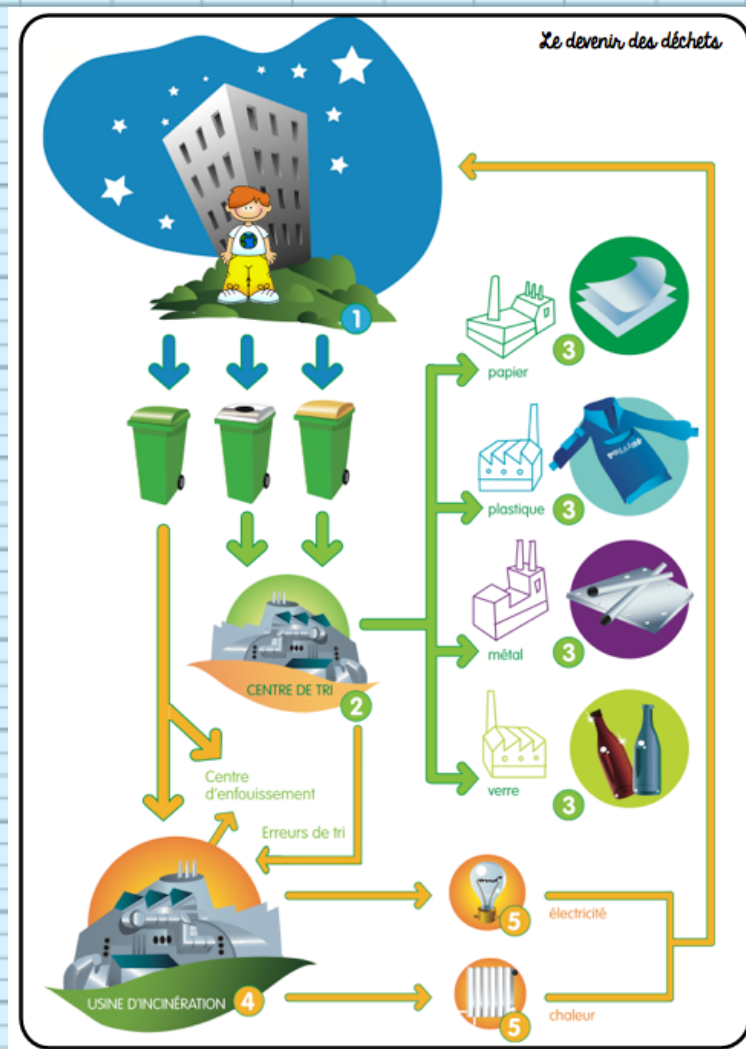 Le devenir des déchets
1
papier
3
plastique
3
métal
3
verre
3
CENTRE DE TRI
2
Centre
d'enfouissement
Erreurs de tri
USINE D'INCINÉRATION
4
électricité
5
chaleur
5